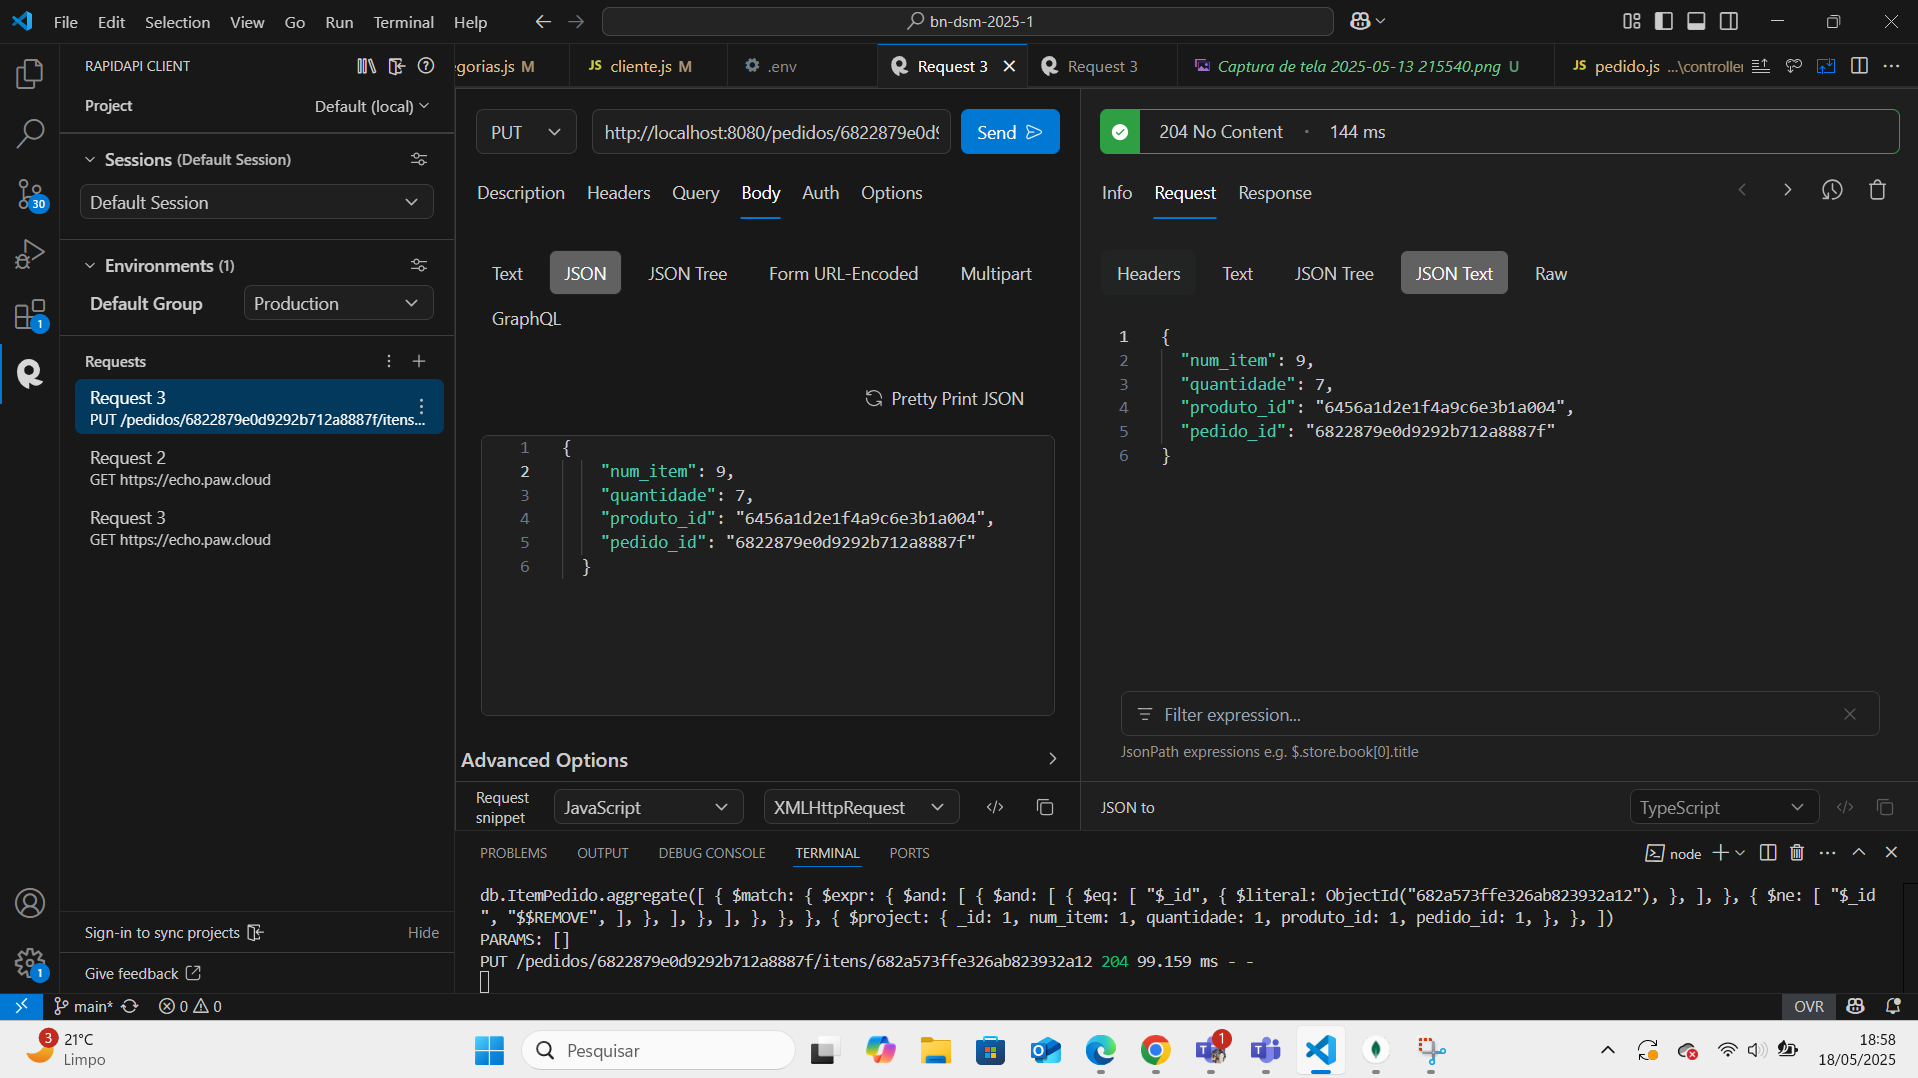 File Edit Selection View Go Run Terminal Help
bn-dsm-2025-1
RAPIDAPI CLIENT
egorias.js M
JS cliente.js M
.env
Request 3
Request 3
Captura de tela 2025-05-13 215540.png U
JS pedido.js ...\controller
Project
Default (local)
Sessions (Default Session)
Default Session
Environments (1)
Default Group
Production
Requests
Request 3
PUT /pedidos/6822879e0d9292b712a8887f/itens...
Request 2
GET https://echo.paw.cloud
Request 3
GET https://echo.paw.cloud
30
1
1
Sign-in to sync projects
Hide
Give feedback
PUT
http://localhost:8080/pedidos/6822879e0d9
Send
Description Headers Query Body Auth Options
Text JSON JSON Tree Form URL-Encoded Multipart
GraphQL
Pretty Print JSON
1 {
2 "num_item": 9,
3 "quantidade": 7,
4 "produto_id": "6456a1d2e1f4a9c6e3b1a004",
5 "pedido_id": "6822879e0d9292b712a8887f"
6 }
Advanced Options
Request
snippet
JavaScript
XMLHttpRequest
204 No Content · 144 ms
Info Request Response
Headers Text JSON Tree JSON Text Raw
1 {
2 "num_item": 9,
3 "quantidade": 7,
4 "produto_id": "6456a1d2e1f4a9c6e3b1a004",
5 "pedido_id": "6822879e0d9292b712a8887f"
6 }
Filter expression...
JsonPath expressions e.g. $.store.book[0].title
JSON to
TypeScript
PROBLEMS OUTPUT DEBUG CONSOLE TERMINAL PORTS
node
db.ItemPedido.aggregate([ { $match: { $expr: { $and: [ { $and: [ { $eq: [ "$_id", { $literal: ObjectId("682a573ffe326ab823932a12"), }, ], }, { $ne: [ "$_id
", "$$REMOVE", ], }, ], }, ], }, }, }, { $project: { _id: 1, num_item: 1, quantidade: 1, produto_id: 1, pedido_id: 1, }, }, ])
PARAMS: []
PUT /pedidos/6822879e0d9292b712a8887f/itens/682a573ffe326ab823932a12 204 99.159 ms - -
main*
0
0
OVR
3
21°C
Limpo
Pesquisar
1
18:58
18/05/2025